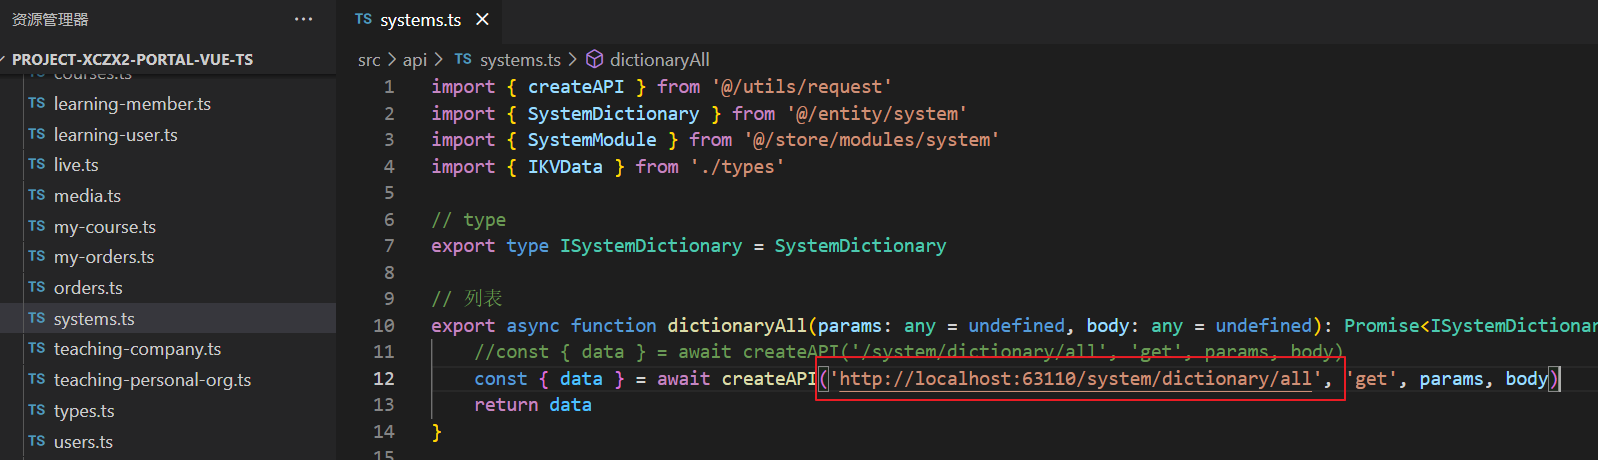 资源管理器
PROJECT-XCZX2-PORTAL-VUE-TS
TS courses.ts
TS learning-member.ts
TS learning-user.ts
TS live.ts
TS media.ts
TS my-course.ts
TS my-orders.ts
TS orders.ts
TS systems.ts
TS teaching-company.ts
TS teaching-personal-org.ts
TS types.ts
TS users.ts
TS systems.ts
src > api > TS systems.ts > dictionaryAll
1 import { createAPI } from '@/utils/request'
2 import { SystemDictionary } from '@/entity/system'
3 import { SystemModule } from '@/store/modules/system'
4 import { IKVData } from './types'
5
6 // type
7 export type ISystemDictionary = SystemDictionary
8
9 // 列表
10 export async function dictionaryAll(params: any = undefined, body: any = undefined): Promise<ISystemDictionar
11 //const { data } = await createAPI('/system/dictionary/all', 'get', params, body)
12 const { data } = await createAPI('http://localhost:63110/system/dictionary/all', 'get', params, body)
13 return data
14 }
15